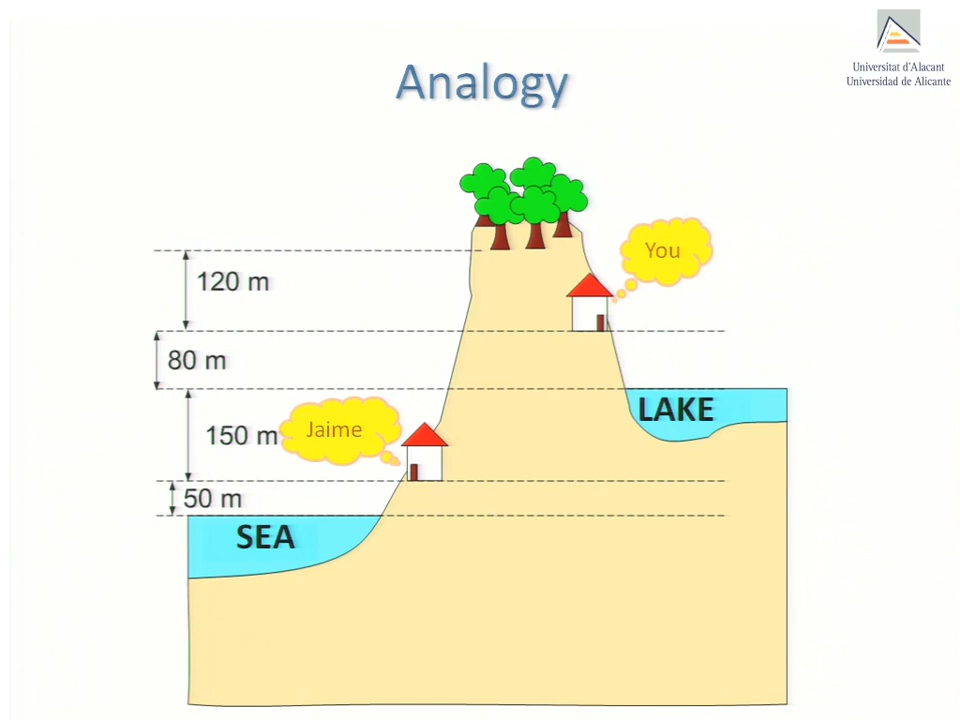 Universitat d'Alacant
Universidad de Alicante
Analogy
You
120 m
80 m
LAKE
150 m
Jaime
50 m
SEA